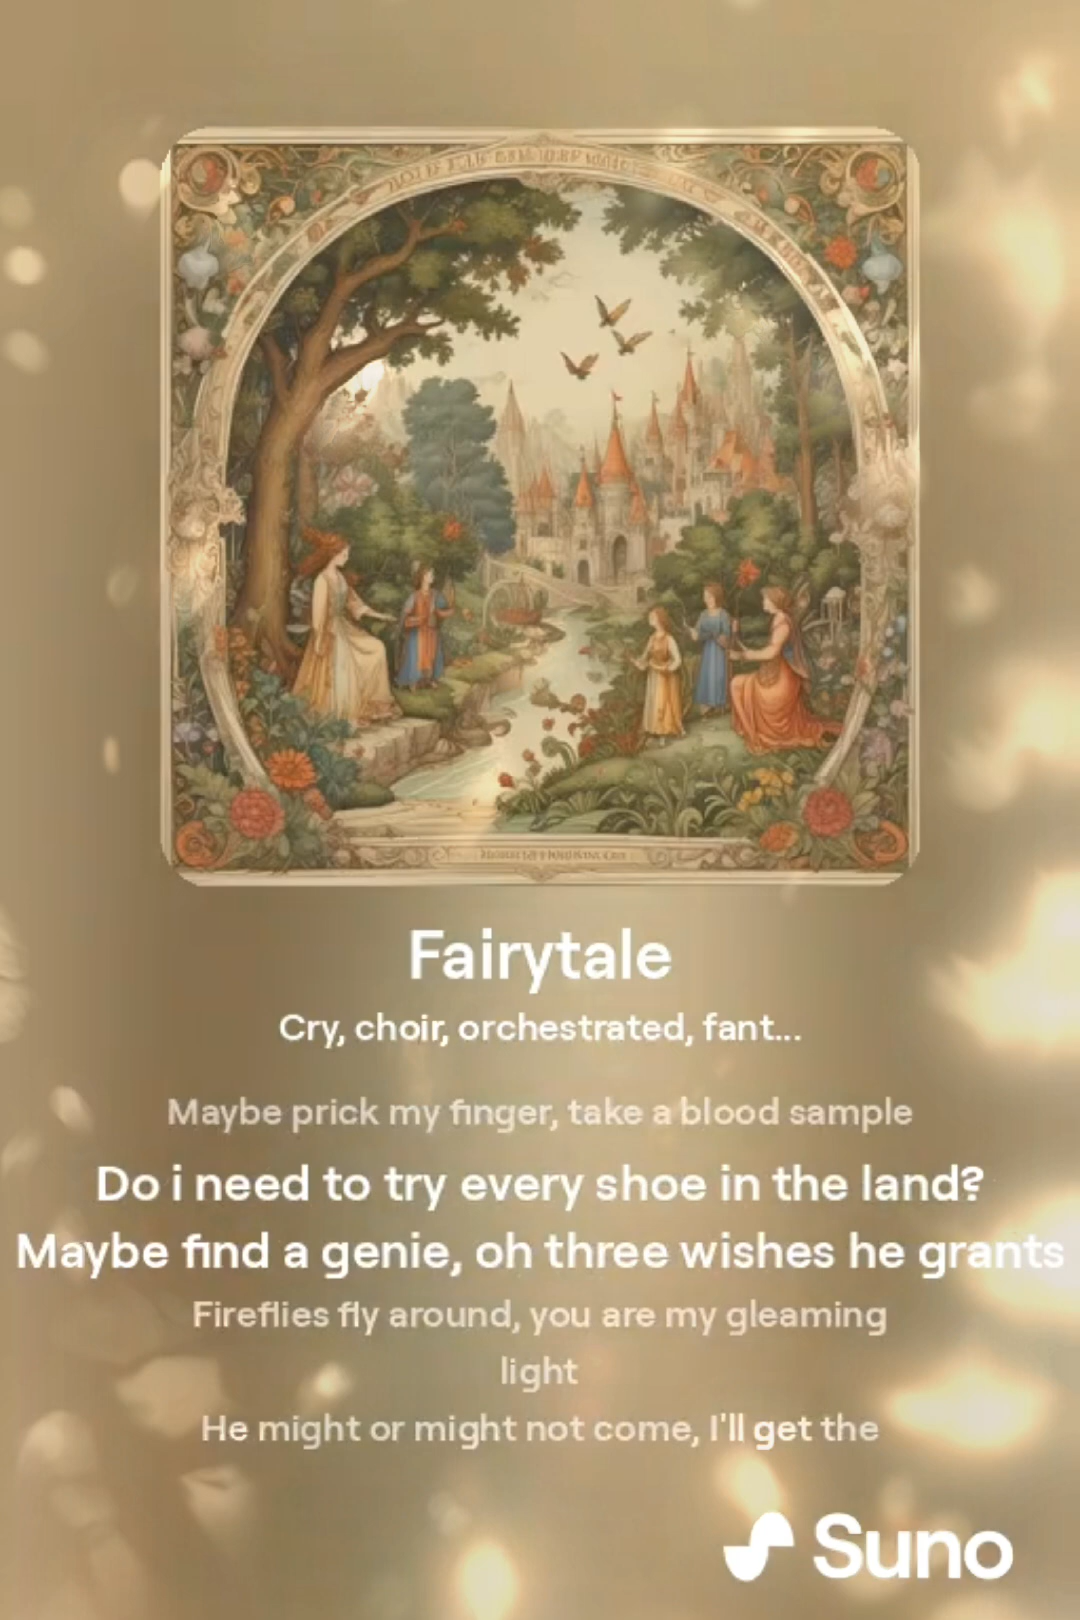 Fairytale
Cry, choir, orchestrated, fant...
Maybe prick my finger, take a blood sample
Do i need to try every shoe in the land?
Maybe find a genie, oh three wishes he grants
Fireflies fly around, you are my gleaming
light
He might or might not come, I'll get the
Suno